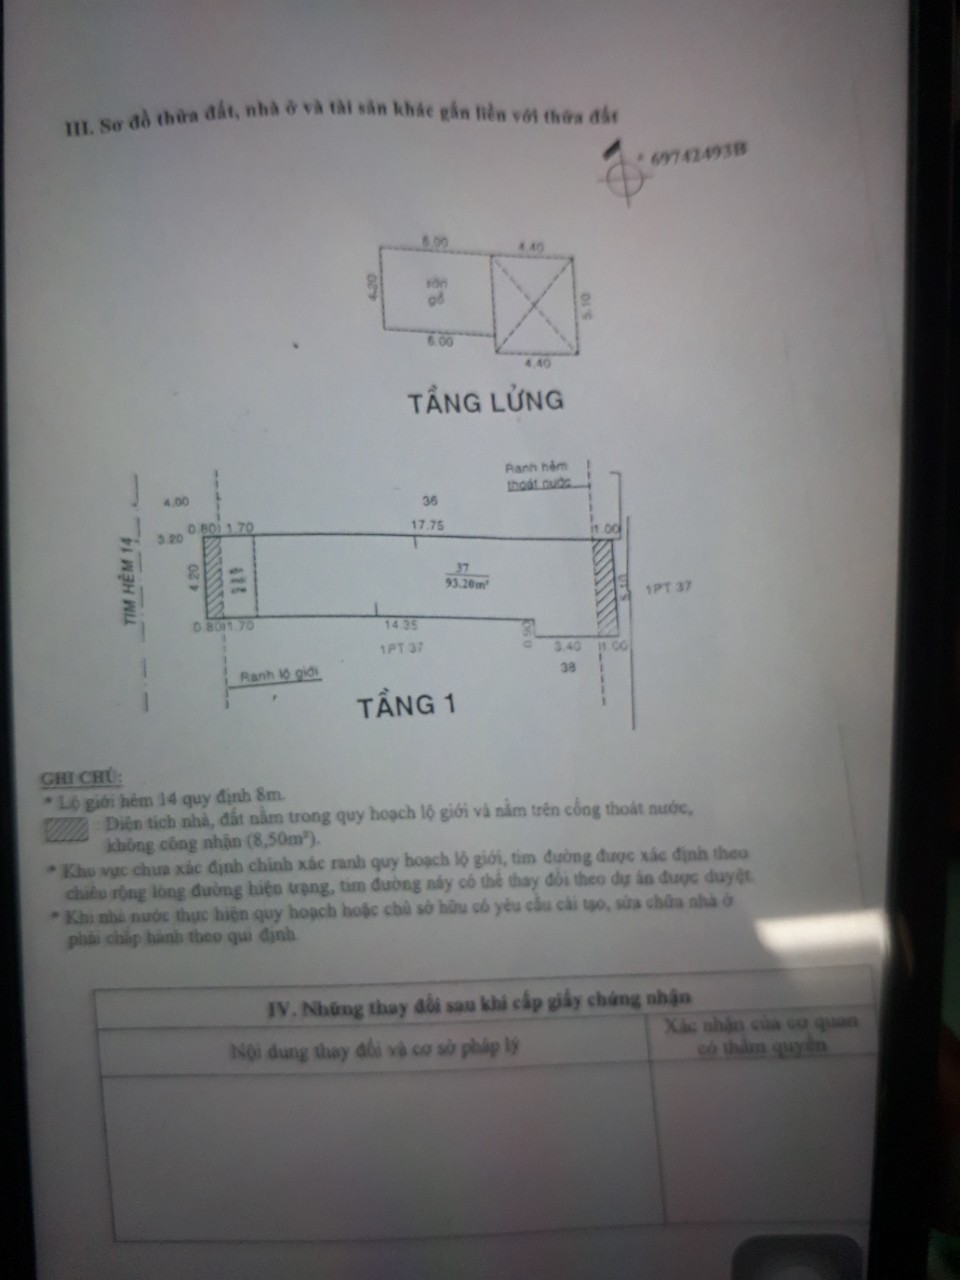 III. Sơ đồ thửa đất, nhà ở và tài sản khác gắn liền với thửa đất
* 69742493B
6.00
4.40
4.20
sàn
gỗ
5.10
6.00
4.40
TẦNG LỬNG
Ranh hẻm
thoát nước
4.00
36
0.80 1.70
17.75
1.00
3.20
TIM HẺM 14
4.20
37
93.20m²
5.10
1PT 37
0.80 1.70
14.35
0.90
3.40
1.00
1PT 37
38
Ranh lộ giới
TẦNG 1
GHI CHÚ:
* Lộ giới hẻm 14 quy định 8m.
: Diện tích nhà, đất nằm trong quy hoạch lộ giới và nằm trên cống thoát nước,
không công nhận (8,50m²).
* Khu vực chưa xác định chính xác ranh quy hoạch lộ giới, tim đường được xác định theo
chiều rộng lòng đường hiện trạng, tim đường này có thể thay đổi theo dự án được duyệt.
* Khi nhà nước thực hiện quy hoạch hoặc chủ sở hữu có yêu cầu cải tạo, sửa chữa nhà ở
phải chấp hành theo qui định.
IV. Những thay đổi sau khi cấp giấy chứng nhận
Nội dung thay đổi và cơ sở pháp lý
Xác nhận của cơ quan
có thẩm quyền